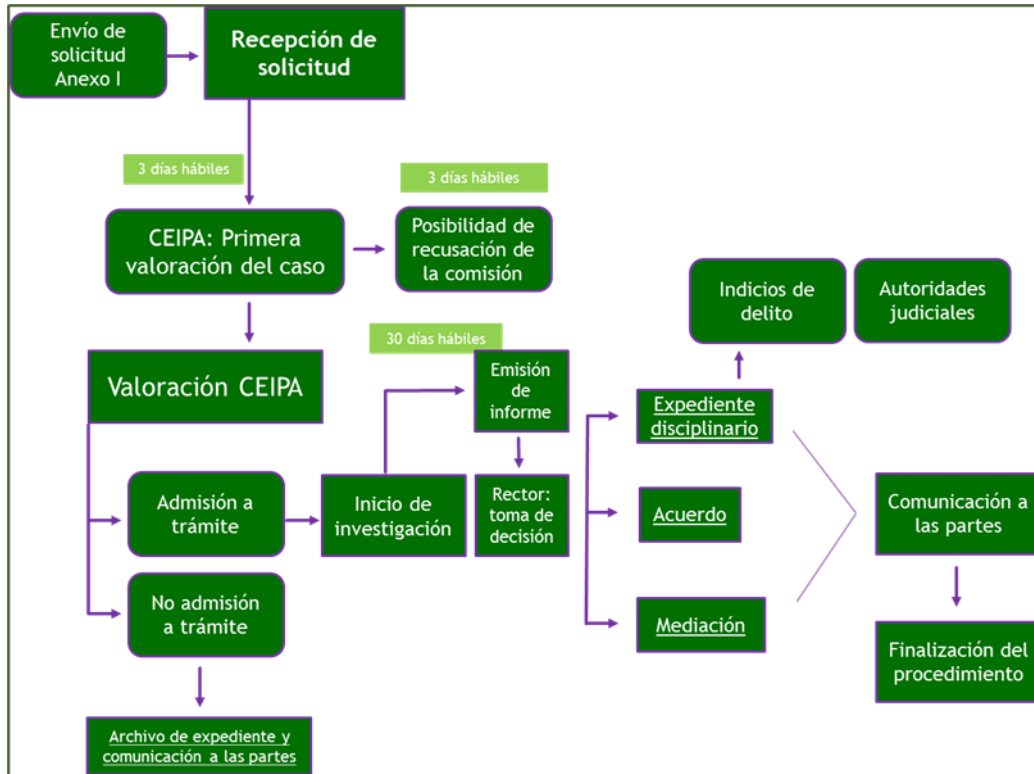 Envío de
solicitud
Anexo I
Recepción de
solicitud
3 días hábiles
3 días hábiles
CEIPA: Primera
valoración del caso
Posibilidad de
recusación de
la comisión
Indicios de
delito
Autoridades
judiciales
30 días hábiles
Valoración CEIPA
Emisión
de
informe
Expediente
disciplinario
Admisión a
trámite
Inicio de
investigación
Rector:
toma de
decisión
Acuerdo
Comunicación a
las partes
No admisión
a trámite
Mediación
Finalización del
procedimiento
Archivo de expediente y
comunicación a las partes